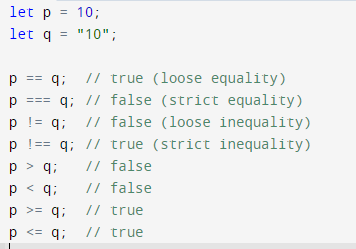 let p = 10;
let q = "10";
p == q;  // true (loose equality)
p === q; // false (strict equality)
p != q;  // false (loose inequality)
p !== q; // true (strict inequality)
p > q;   // false
p < q;   // false
p >= q;  // true
p <= q;  // true